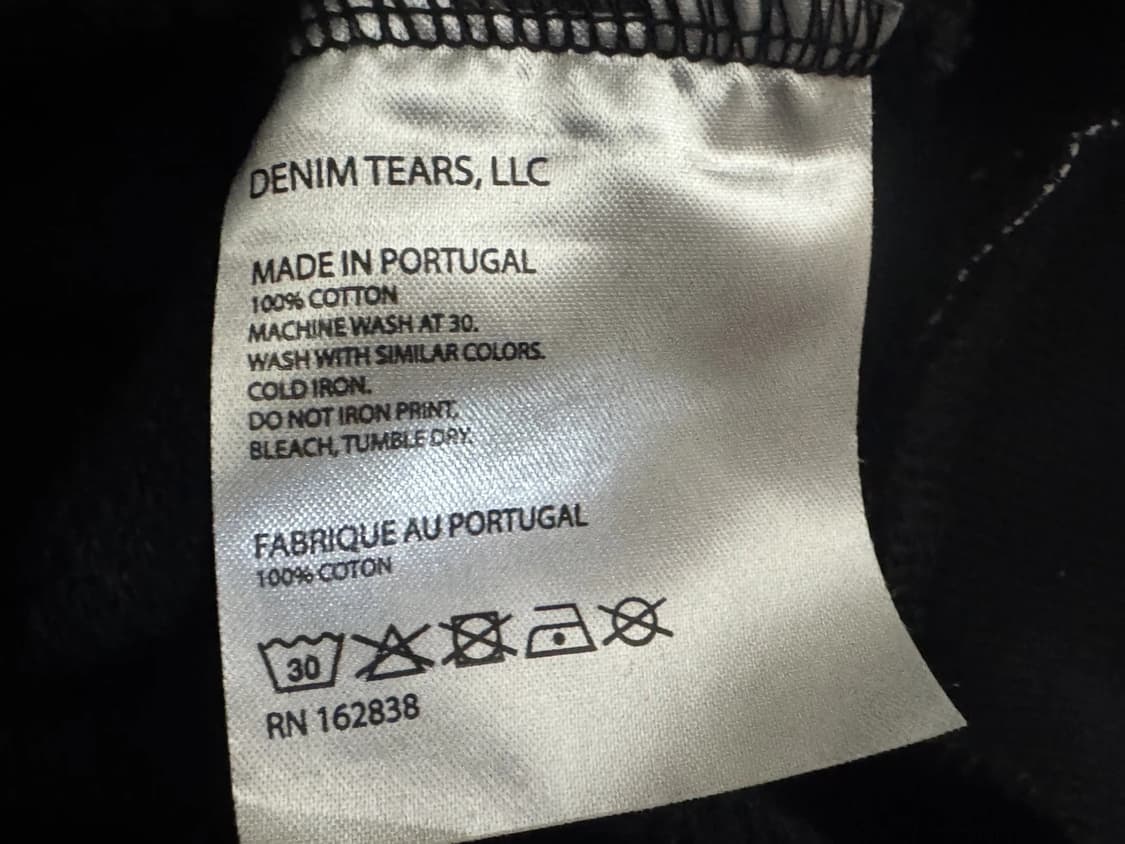 DENIM TEARS, LLC
MADE IN PORTUGAL
100% COTTON
MACHINE WASH AT 30.
WASH WITH SIMILAR COLORS.
COLD IRON.
DO NOT IRON PRINT,
BLEACH, TUMBLE DRY.
FABRIQUE AU PORTUGAL
100% COTON
30
RN 162838